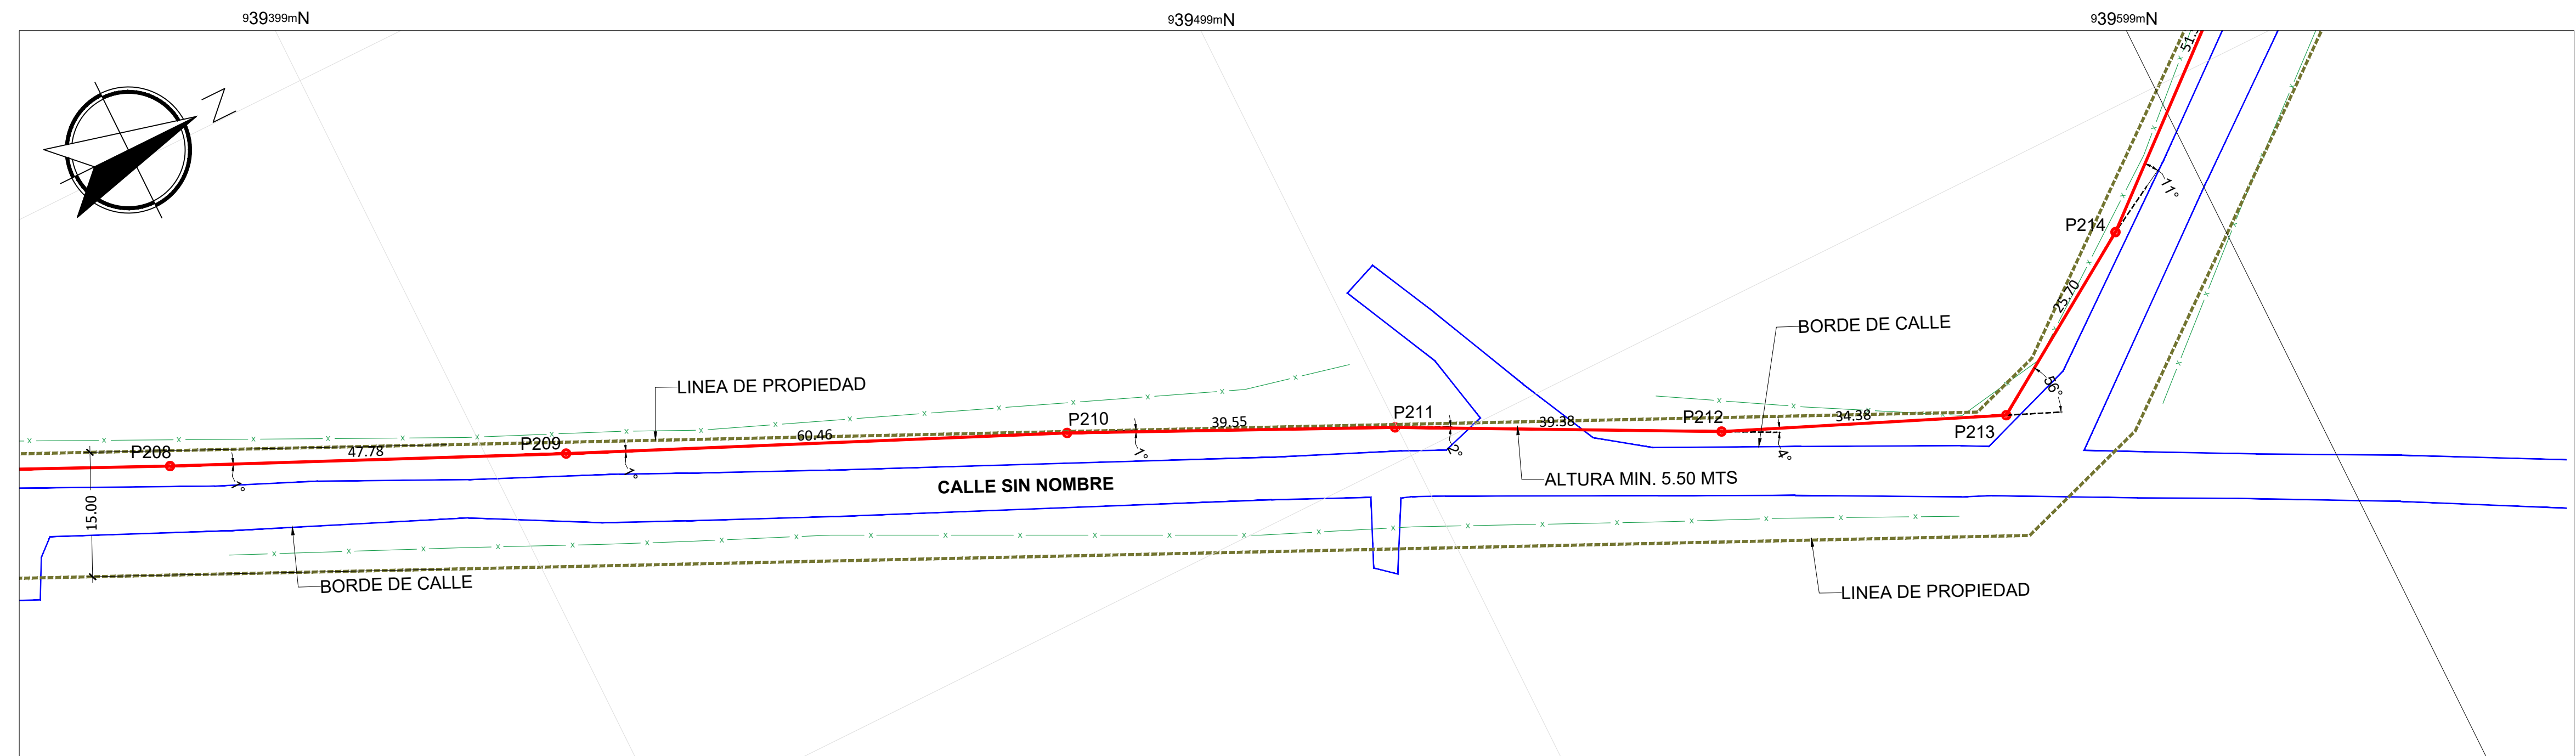 939399mN
939499mN
939599mN
N
11°
P214
25.70
BORDE DE CALLE
56°
LINEA DE PROPIEDAD
P208
47.78
P209
60.46
P210
39.55
P211
39.38
P212
34.38
P213
1°
1°
1°
2°
4°
ALTURA MIN. 5.50 MTS
CALLE SIN NOMBRE
15.00
BORDE DE CALLE
LINEA DE PROPIEDAD